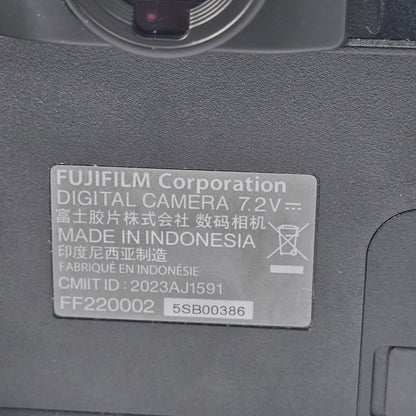 FUJIFILM Corporation
DIGITAL CAMERA 7.2V
富士胶片株式会社 数码相机
MADE IN INDONESIA
印度尼西亚制造
FABRIQUÉ EN INDONÉSIE
CMIIT ID : 2023AJ1591
FF220002 5SB00386